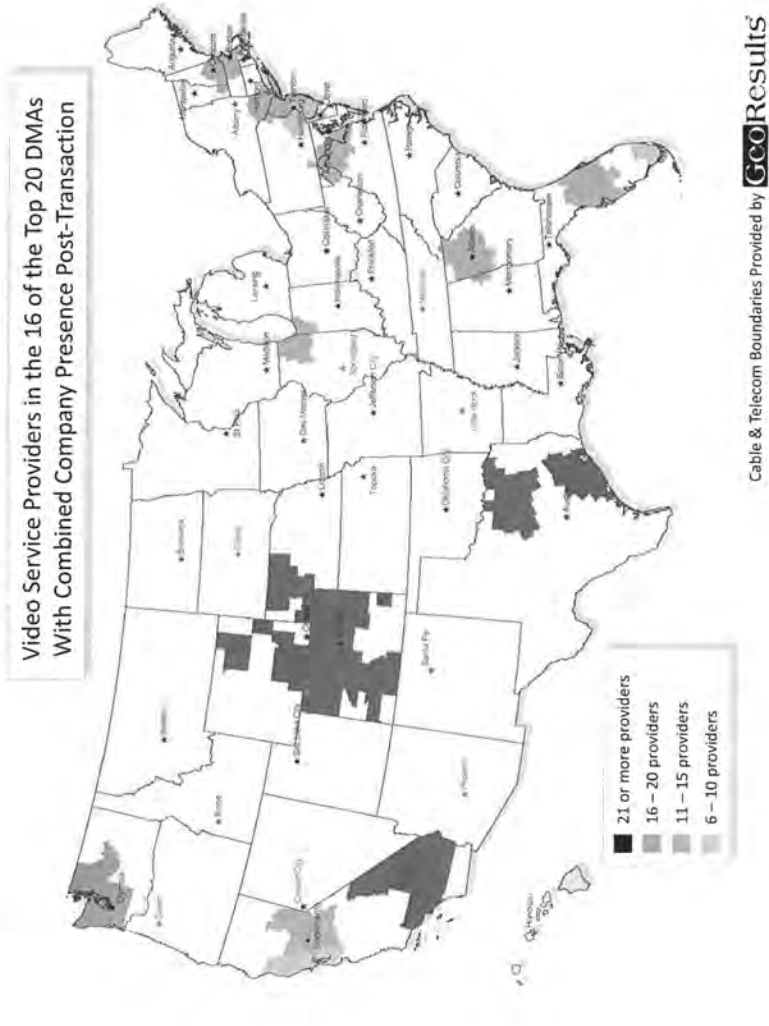 Video Service Providers in the 16 of the Top 20 DMAs
With Combined Company Presence Post-Transaction
Augusta
Albany
Lansing
Madison
St Paul
Bismarck
Pierre
Helena
Boise
Salem
Olympia
Carson City
Salt Lake City
Lincoln
Des Moines
Springfield
Indianapolis
Columbus
Charleston
Frankfort
Jefferson City
Topeka
Nashville
Raleigh
Columbia
Atlanta
Montgomery
Tallahassee
Jackson
Little Rock
Oklahoma City
Santa Fe
Phoenix
Honolulu
21 or more providers
16 – 20 providers
11 – 15 providers
6 – 10 providers
Cable & Telecom Boundaries Provided by GeoResults